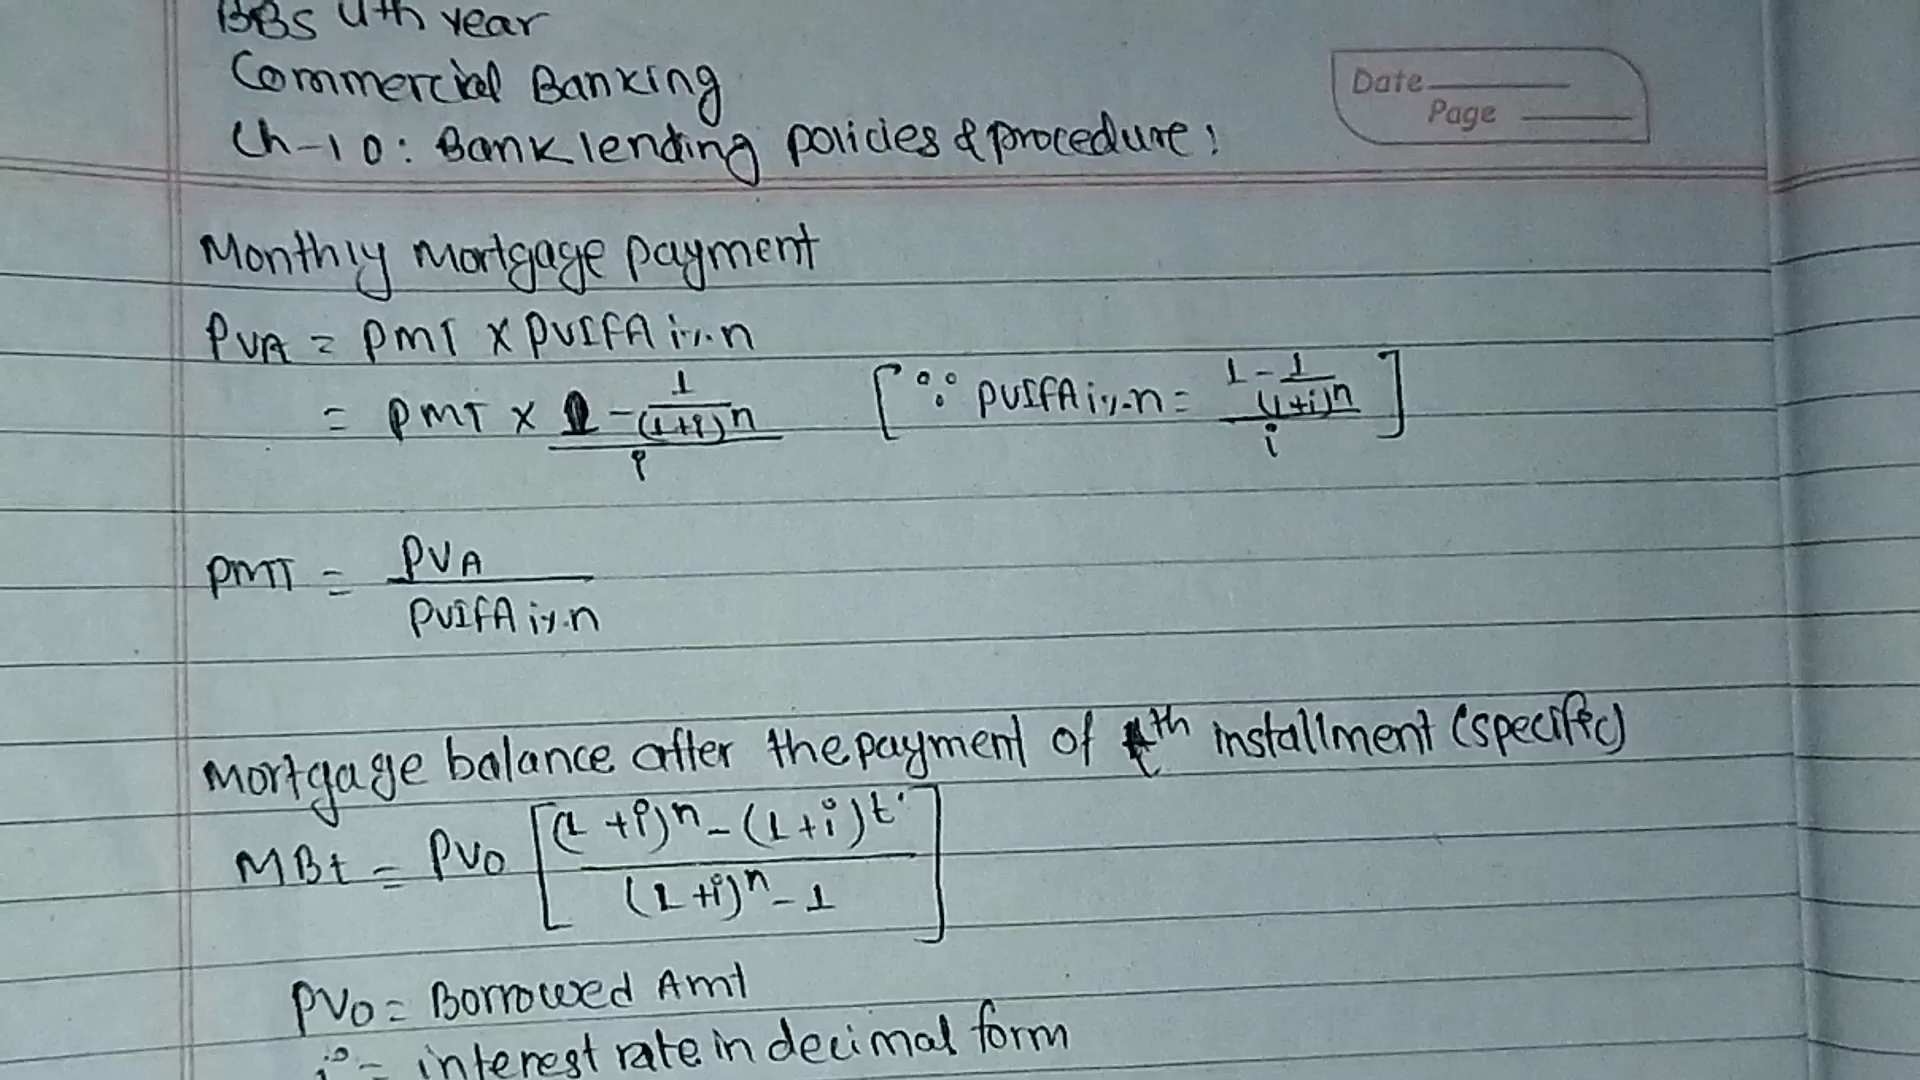 BBS 4th year
Commercial Banking
Date
Page
Ch-10: Bank lending policies & procedure:
Monthly Mortgage payment
PVA = PMT X PVIFA i%.n
= PMT X 1 - 1/(1+i)n / i [∵ PVIFA i%.n = 1 - 1/(1+i)n / i]
PMT = PVA / PVIFA i%.n
Mortgage balance after the payment of tth installment (specific)
MBt = PVo [(1+i)n - (1+i)t / (1+i)n - 1]
PVo = Borrowed Amt
i = interest rate in decimal form